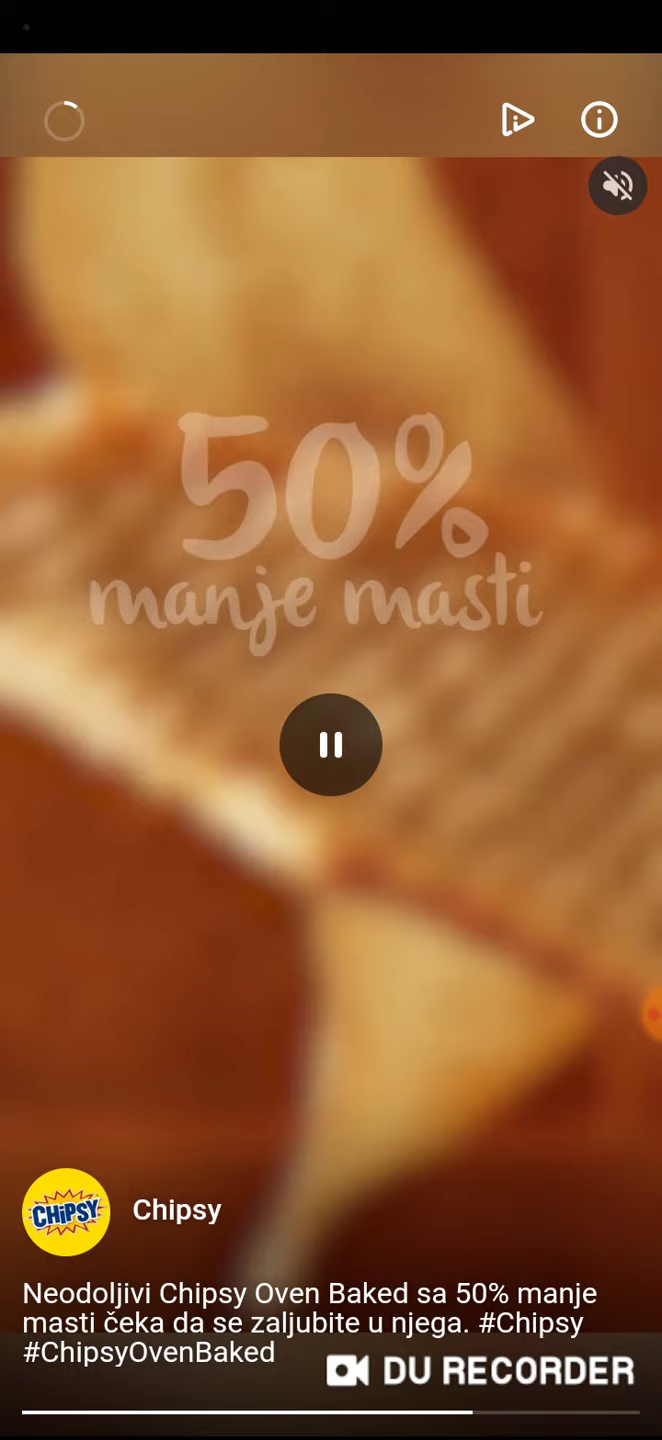 50%
manje masti
CHiPSY
Chipsy
Neodoljivi Chipsy Oven Baked sa 50% manje
masti čeka da se zaljubite u njega. #Chipsy
#ChipsyOvenBaked
DU RECORDER